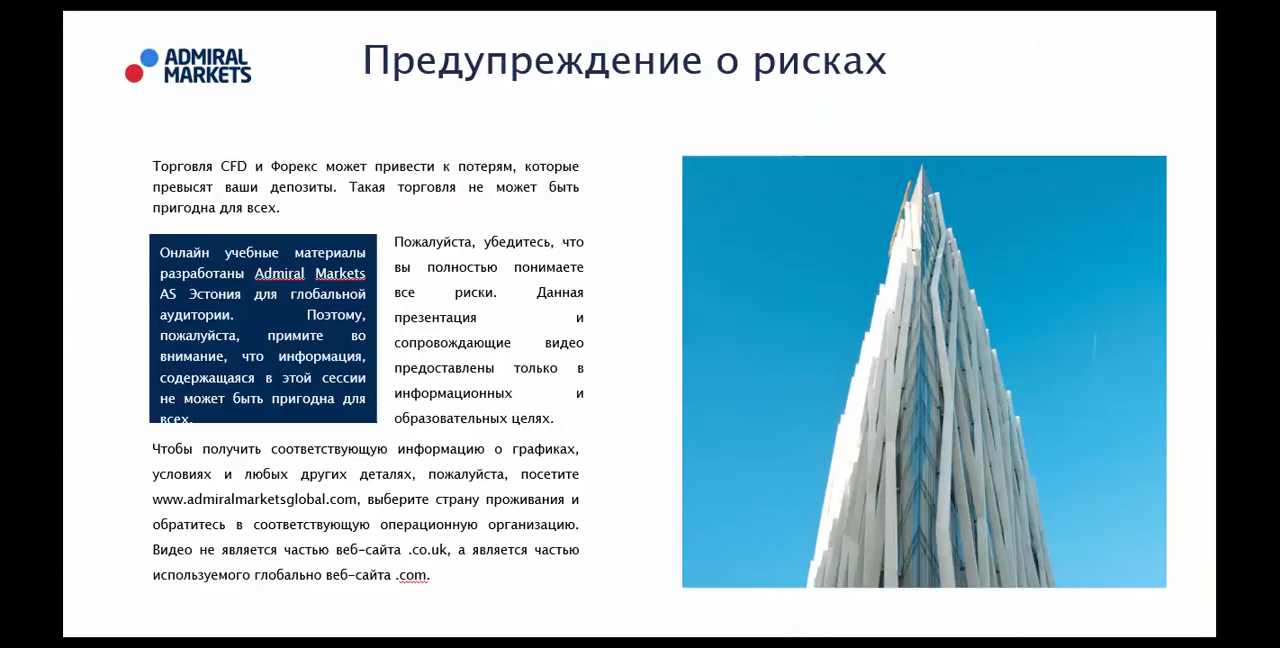 ADMIRAL
MARKETS
Предупреждение о рисках
Торговля CFD и Форекс может привести к потерям, которые
превысят ваши депозиты. Такая торговля не может быть
пригодна для всех.
Онлайн учебные материалы
разработаны Admiral Markets
AS Эстония для глобальной
аудитории. Поэтому,
пожалуйста, примите во
внимание, что информация,
содержащаяся в этой сессии
не может быть пригодна для
всех.
Пожалуйста, убедитесь, что
вы полностью понимаете
все риски. Данная
презентация и
сопровождающие видео
предоставлены только в
информационных и
образовательных целях.
Чтобы получить соответствующую информацию о графиках,
условиях и любых других деталях, пожалуйста, посетите
www.admiralmarketsglobal.com, выберите страну проживания и
обратитесь в соответствующую операционную организацию.
Видео не является частью веб-сайта .co.uk, а является частью
используемого глобально веб-сайта .com.